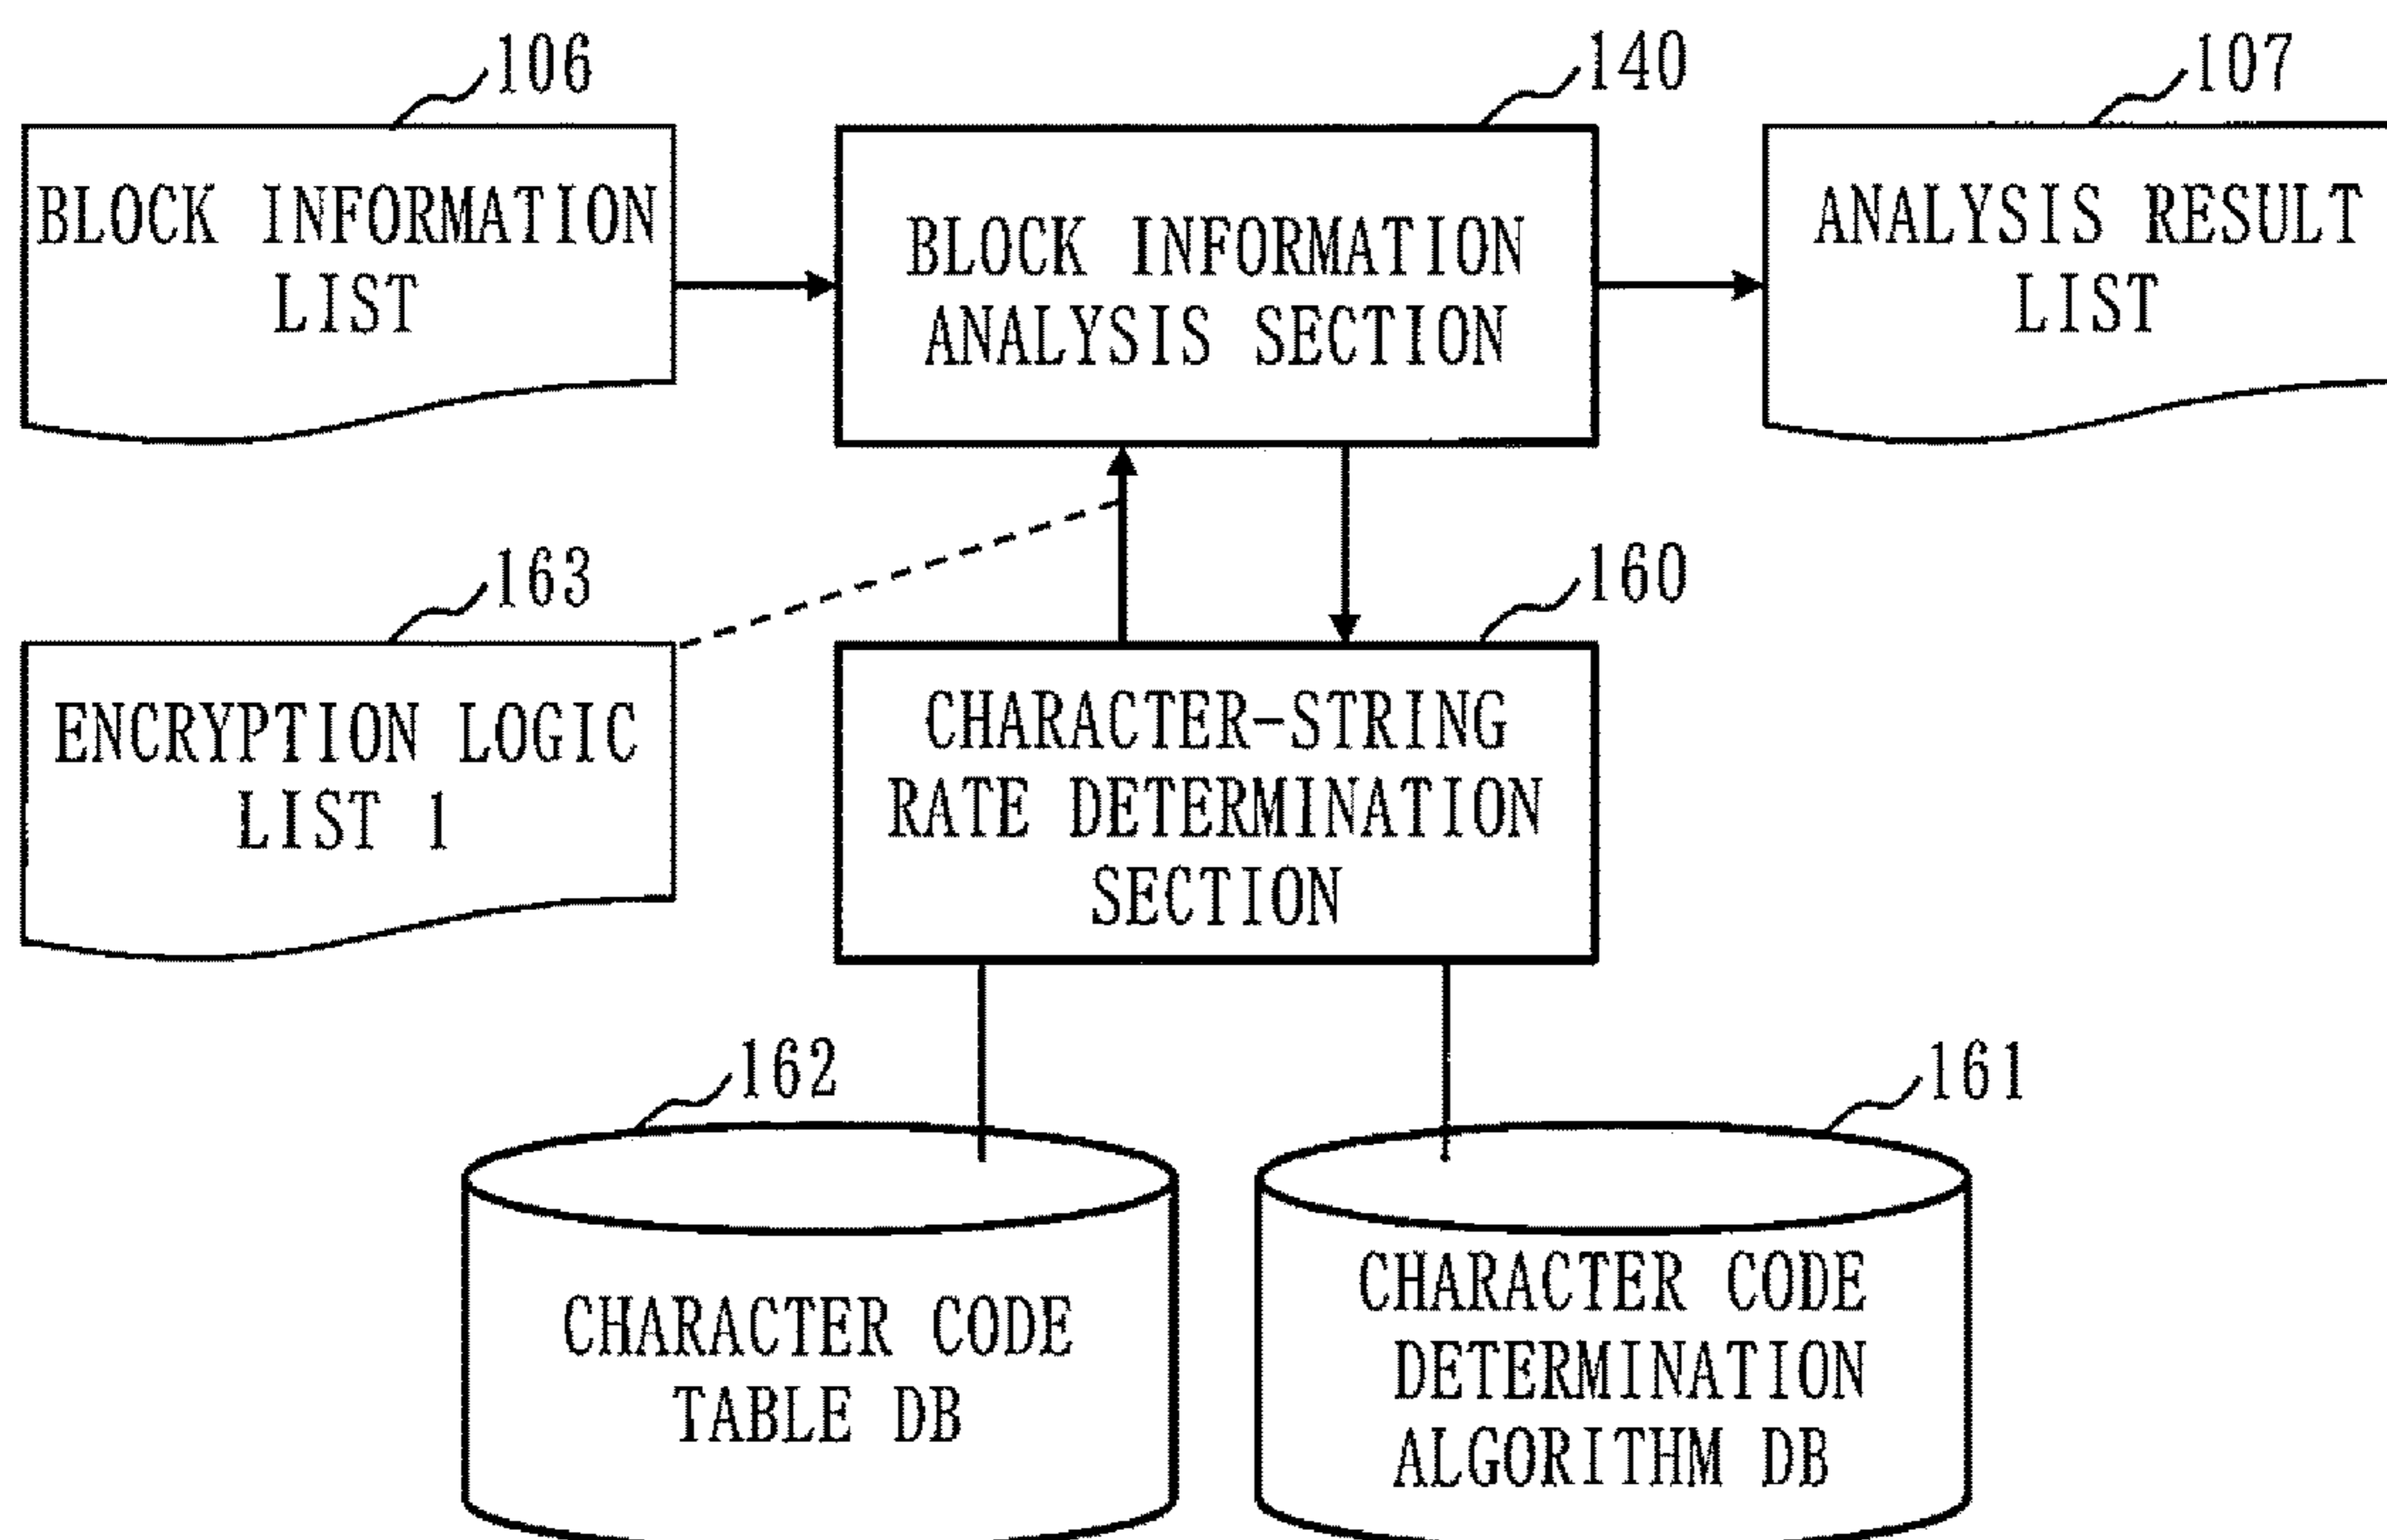 106
140
107
BLOCK INFORMATION
LIST
BLOCK INFORMATION
ANALYSIS SECTION
ANALYSIS RESULT
LIST
163
160
ENCRYPTION LOGIC
LIST 1
CHARACTER-STRING
RATE DETERMINATION
SECTION
162
161
CHARACTER CODE
TABLE DB
CHARACTER CODE
DETERMINATION
ALGORITHM DB